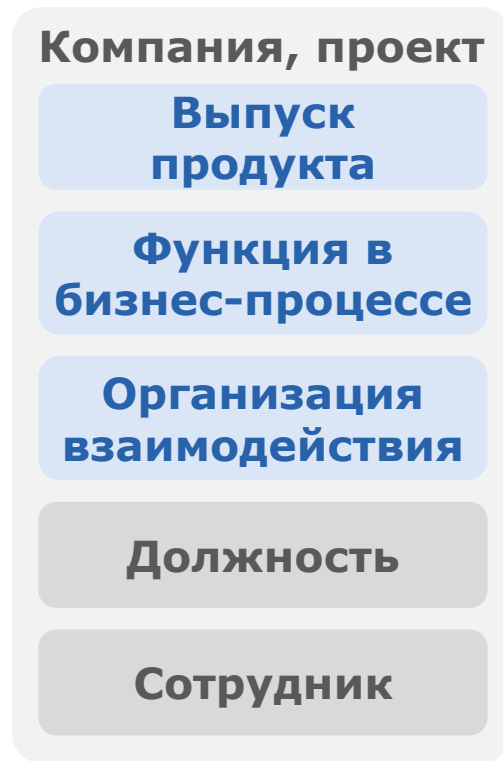 Компания, проект
Выпуск
продукта
Функция в
бизнес-процессе
Организация
взаимодействия
Должность
Сотрудник